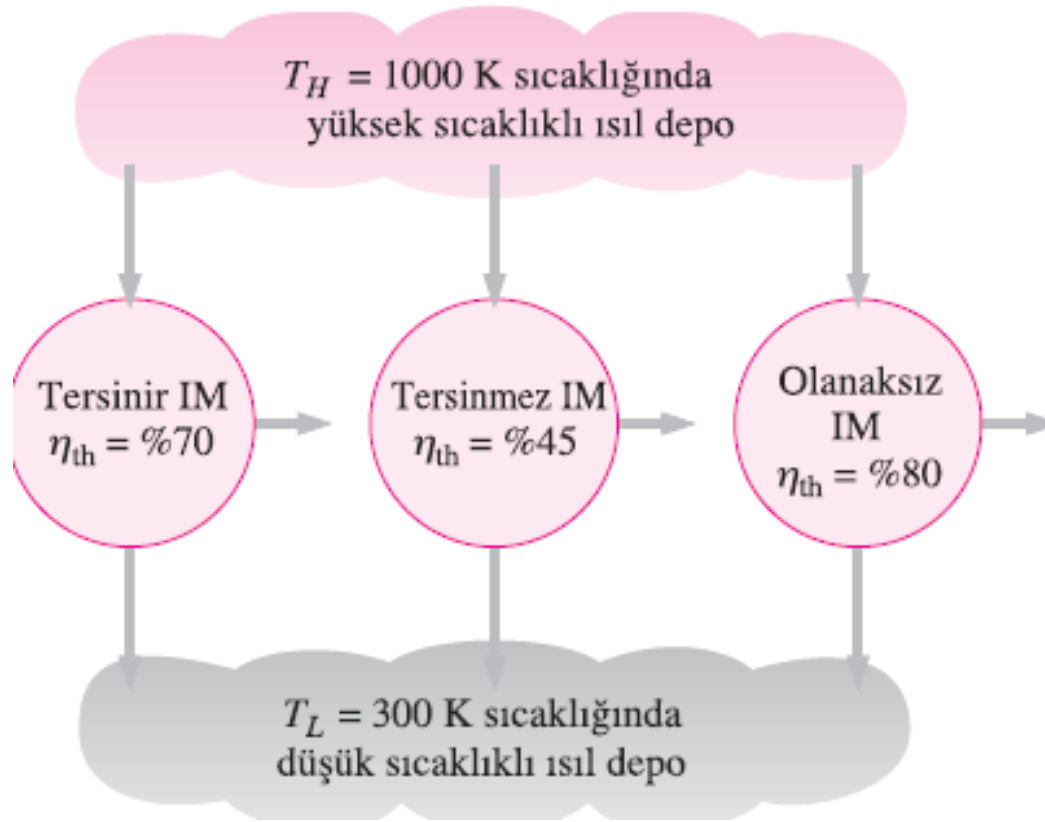 T_H = 1000 K sıcaklığında
yüksek sıcaklıklı ısıl depo
Tersinir IM
η_th = %70
Tersinmez IM
η_th = %45
Olanaksız
IM
η_th = %80
T_L = 300 K sıcaklığında
düşük sıcaklıklı ısıl depo